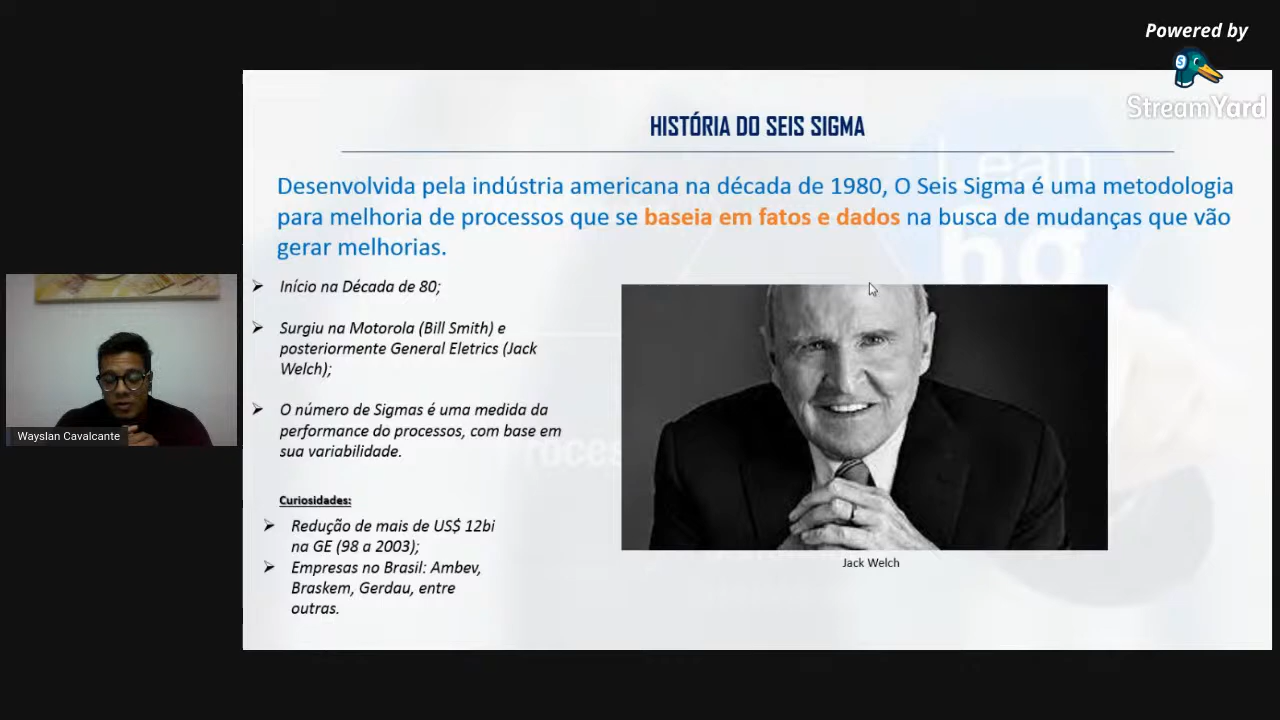 Powered by
StreamYard
HISTÓRIA DO SEIS SIGMA
Desenvolvida pela indústria americana na década de 1980, O Seis Sigma é uma metodologia
para melhoria de processos que se baseia em fatos e dados na busca de mudanças que vão
gerar melhorias.
Início na Década de 80;
Surgiu na Motorola (Bill Smith) e
posteriormente General Eletrics (Jack
Welch);
O número de Sigmas é uma medida da
performance do processos, com base em
sua variabilidade.
Curiosidades:
Redução de mais de US$ 12bi
na GE (98 a 2003);
Empresas no Brasil: Ambev,
Braskem, Gerdau, entre
outras.
Jack Welch
Wayslan Cavalcante
Lean